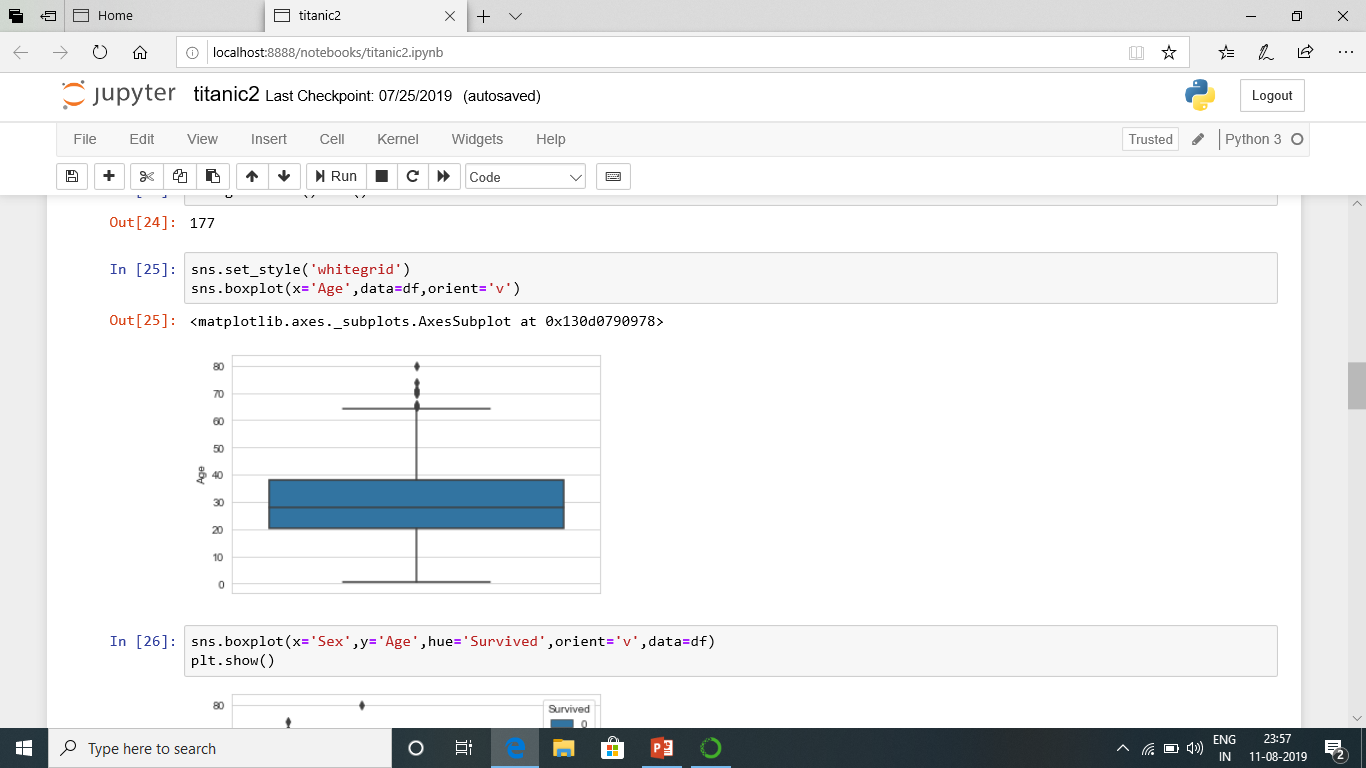 Home
titanic2
localhost:8888/notebooks/titanic2.ipynb
jupyter titanic2 Last Checkpoint: 07/25/2019 (autosaved)
Logout
File Edit View Insert Cell Kernel Widgets Help
Trusted
Python 3
Run
Code
Out[24]: 177
In [25]: sns.set_style('whitegrid')
sns.boxplot(x='Age',data=df,orient='v')
Out[25]: <matplotlib.axes._subplots.AxesSubplot at 0x130d0790978>
80
70
60
50
Age
40
30
20
10
0
In [26]: sns.boxplot(x='Sex',y='Age',hue='Survived',orient='v',data=df)
plt.show()
80
Survived
0
Type here to search
ENG
IN
23:57
11-08-2019
2